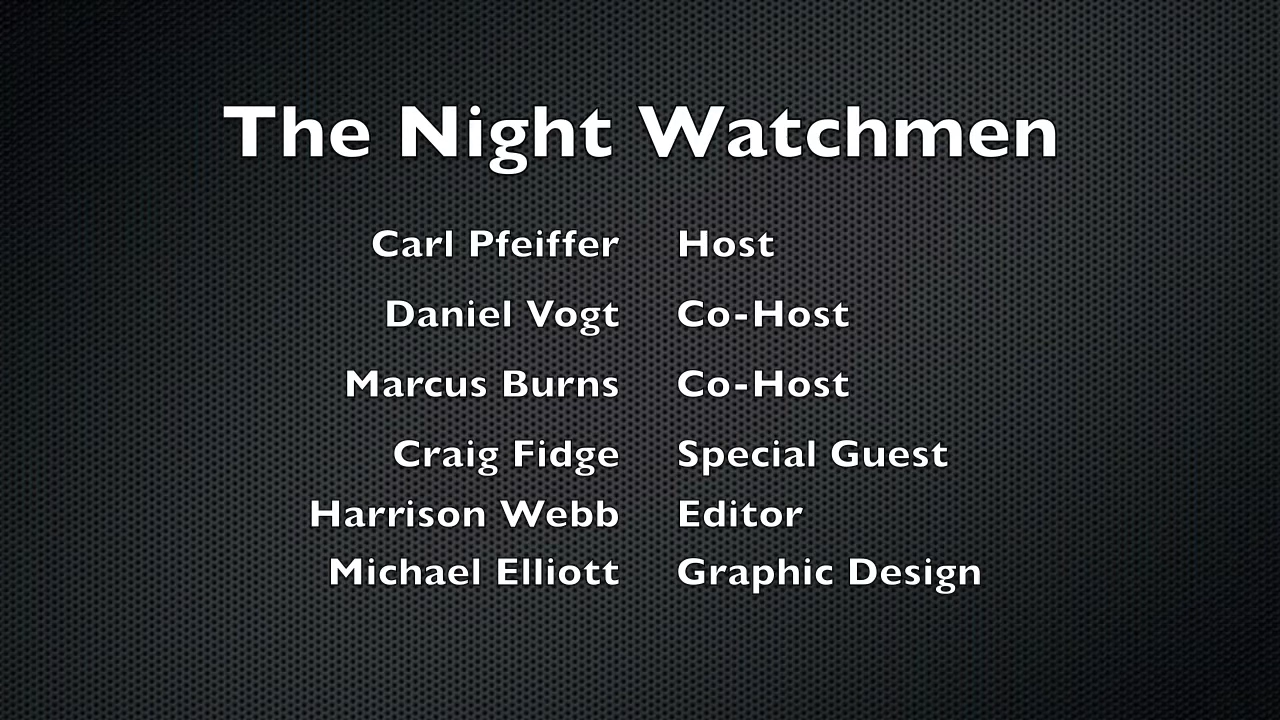 The Night Watchmen
Carl Pfeiffer Host
Daniel Vogt Co-Host
Marcus Burns Co-Host
Craig Fidge Special Guest
Harrison Webb Editor
Michael Elliott Graphic Design